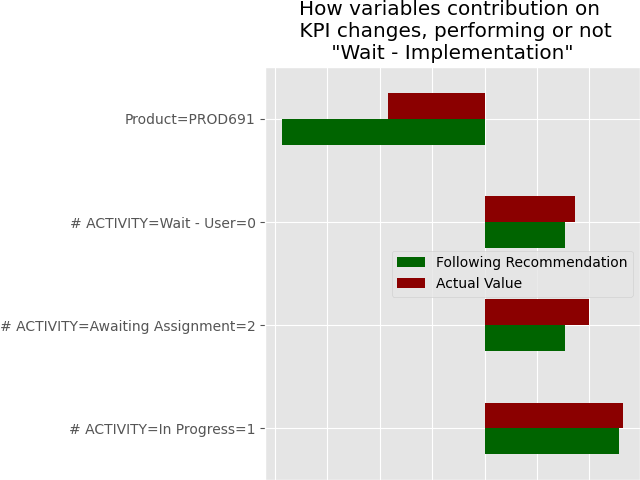 How variables contribution on
KPI changes, performing or not
"Wait - Implementation"
Product=PROD691
# ACTIVITY=Wait - User=0
Following Recommendation
Actual Value
# ACTIVITY=Awaiting Assignment=2
# ACTIVITY=In Progress=1